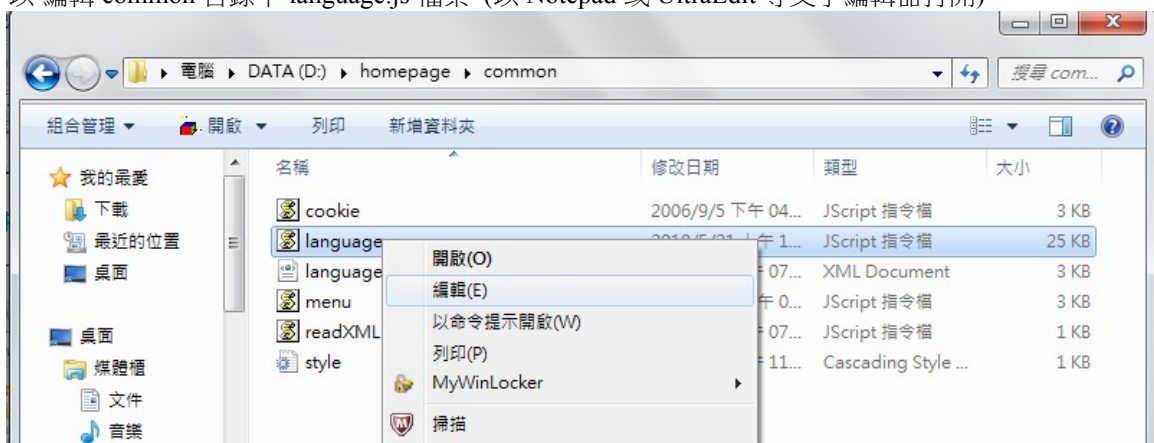 編輯 common 目錄下 language.js 檔案 (以 Notepad 或 UltraEdit 等文字編輯器打開)
電腦 DATA (D:) homepage common
搜尋 com...
組合管理 開啟 列印 新增資料夾
我的最愛
下載
最近的位置
桌面
桌面
媒體櫃
文件
音樂
名稱 修改日期 類型 大小
cookie 2006/9/5 下午 04... JScript 指令檔 3 KB
language JScript 指令檔 25 KB
language 07... XML Document 3 KB
menu 午 0... JScript 指令檔 3 KB
readXML 07... JScript 指令檔 1 KB
style 11... Cascading Style ... 1 KB
開啟(O)
編輯(E)
以命令提示開啟(W)
列印(P)
MyWinLocker
掃描